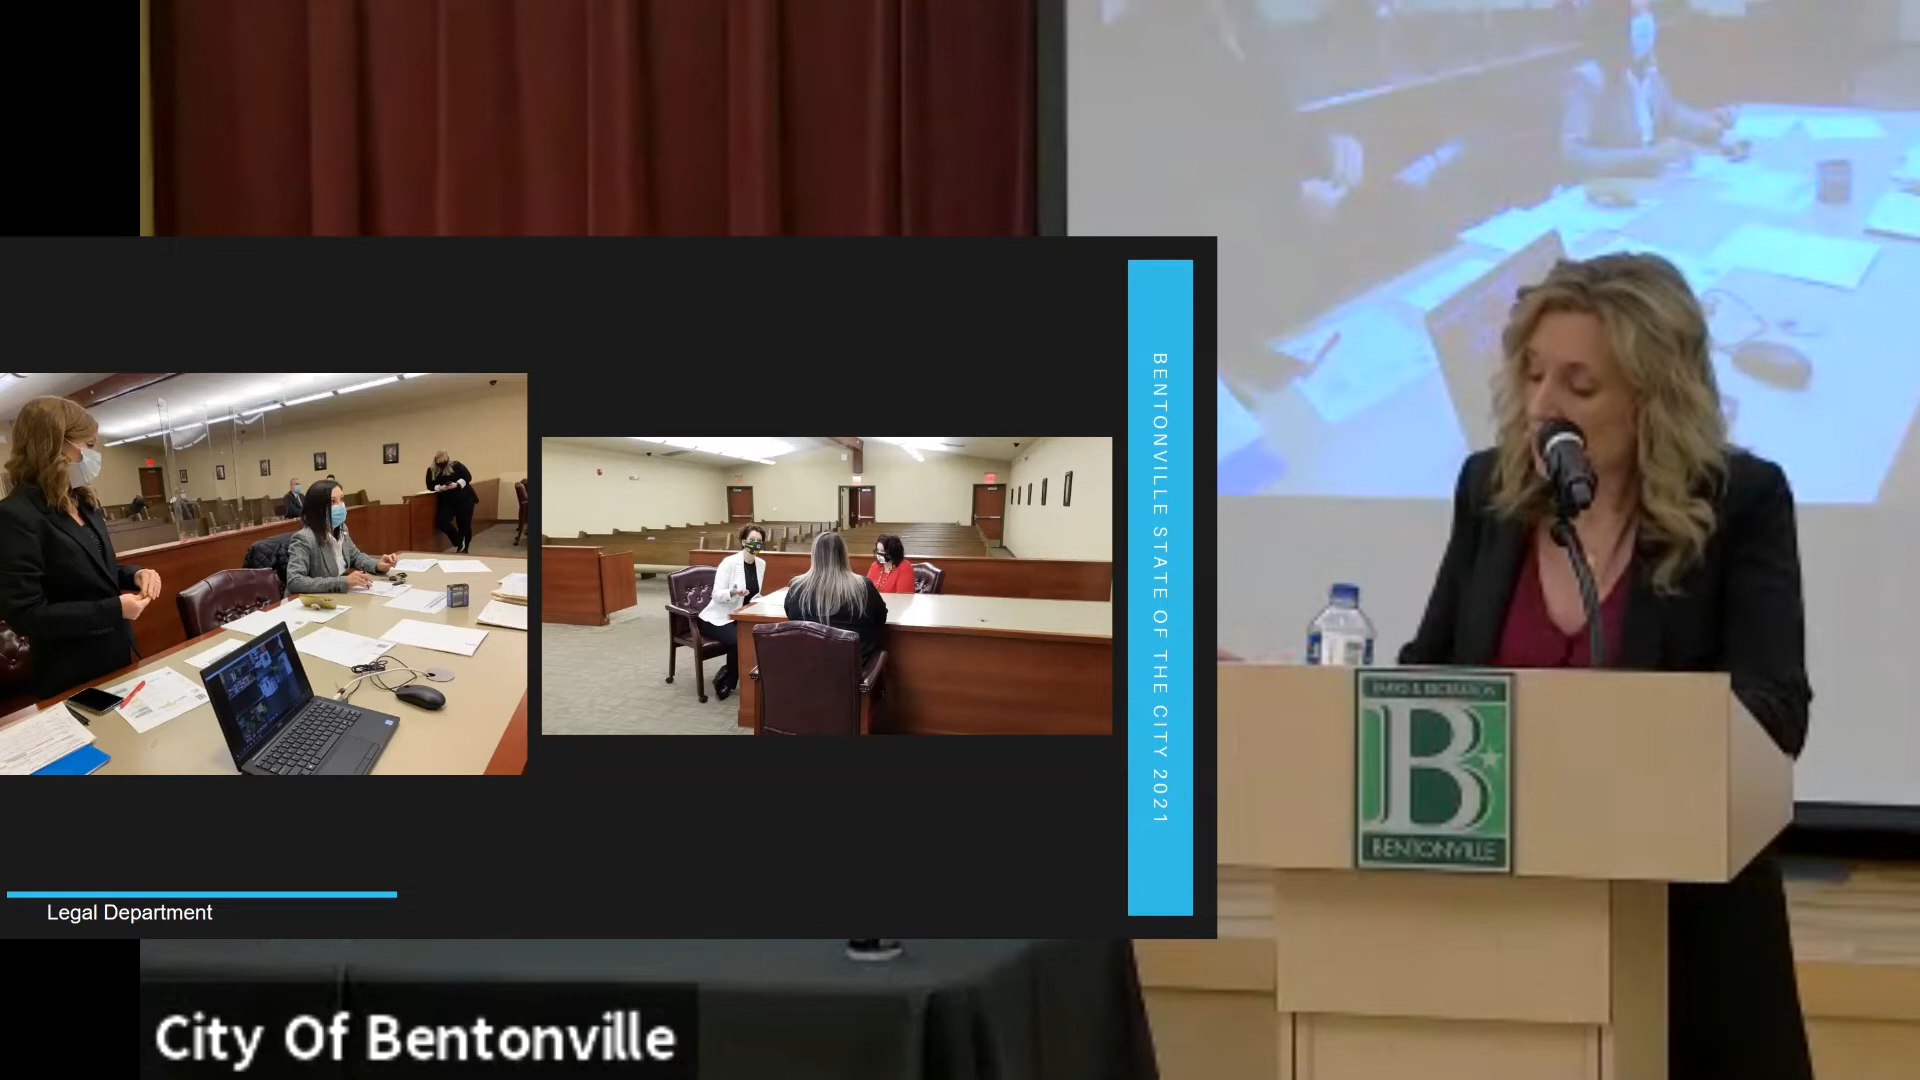 BENTONVILLE STATE OF THE CITY 2021
Legal Department
PARKS & RECREATION
B
BENTONVILLE
City Of Bentonville